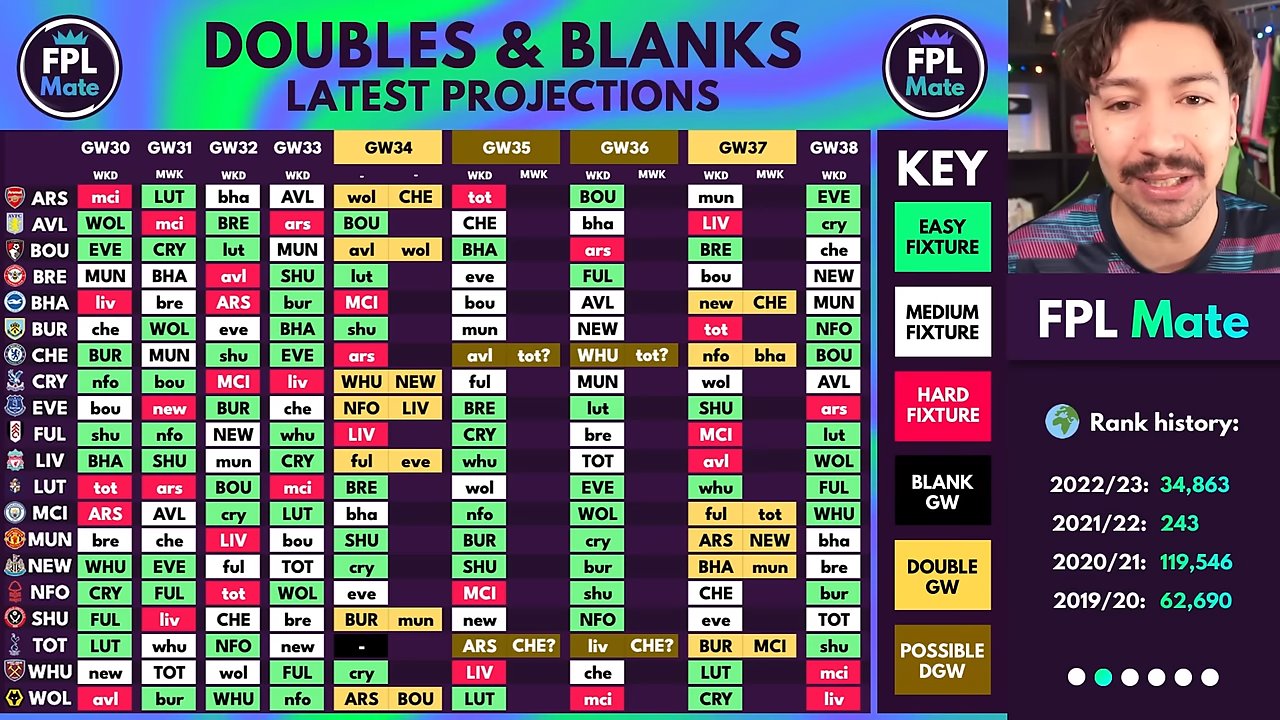 FPL
Mate
DOUBLES & BLANKS
LATEST PROJECTIONS
FPL
Mate
GW30 GW31 GW32 GW33 GW34 GW35 GW36 GW37 GW38
WKD MWK WKD WKD - - WKD MWK WKD MWK WKD MWK WKD
ARS mci LUT bha AVL wol CHE tot BOU mun EVE
AVL WOL mci BRE ars BOU CHE bha LIV cry
BOU EVE CRY lut MUN avl wol BHA ars BRE che
BRE MUN BHA avl SHU lut eve FUL bou NEW
BHA liv bre ARS bur MCI bou AVL new CHE MUN
BUR che WOL eve BHA shu mun NEW tot NFO
CHE BUR MUN shu EVE ars avl tot? WHU tot? nfo bha BOU
CRY nfo bou MCI liv WHU NEW ful MUN wol AVL
EVE bou new BUR che NFO LIV BRE lut SHU ars
FUL shu nfo NEW whu LIV CRY bre MCI lut
LIV BHA SHU mun CRY ful eve whu TOT avl WOL
LUT tot ars BOU mci BRE wol EVE whu FUL
MCI ARS AVL cry LUT bha nfo WOL ful tot WHU
MUN bre che LIV bou SHU BUR cry ARS NEW bha
NEW WHU EVE ful TOT cry SHU bur BHA mun bre
NFO CRY FUL tot WOL eve MCI shu CHE bur
SHU FUL liv CHE bre BUR mun new NFO eve TOT
TOT LUT whu NFO new - ARS CHE? liv CHE? BUR MCI shu
WHU new TOT wol FUL cry LIV che LUT mci
WOL avl bur WHU nfo ARS BOU LUT mci CRY liv
KEY
EASY
FIXTURE
MEDIUM
FIXTURE
HARD
FIXTURE
BLANK
GW
DOUBLE
GW
POSSIBLE
DGW
FPL Mate
Rank history:
2022/23: 34,863
2021/22: 243
2020/21: 119,546
2019/20: 62,690